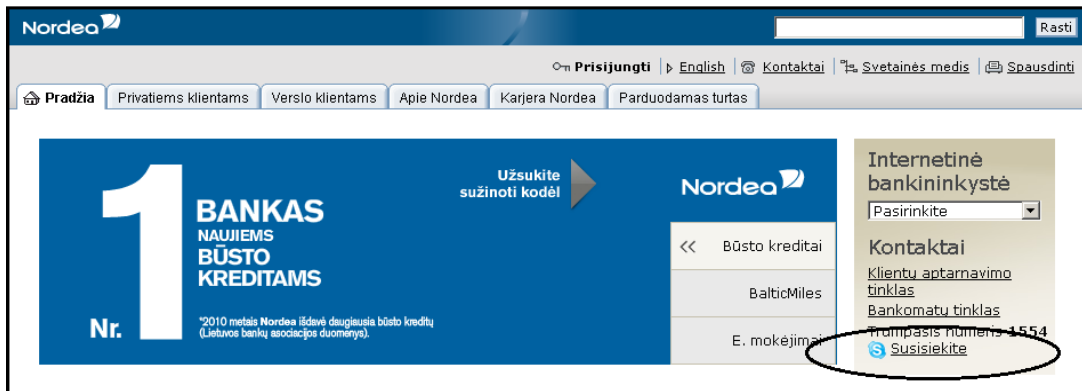 Nordea
Rasti
Prisijungti English Kontaktai Svetainės medis Spausdinti
Pradžia Privatiems klientams Verslo klientams Apie Nordea Karjera Nordea Parduodamas turtas
Nr. 1
BANKAS
NAUJIEMS
BŪSTO
KREDITAMS
*2010 metais Nordea išdavė daugiausia būsto kreditų
(Lietuvos bankų asociacijos duomenys).
Užsukite
sužinoti kodėl
Nordea
<< Būsto kreditai
BalticMiles
E. mokėjimai
Internetinė
bankininkystė
Pasirinkite
Kontaktai
Klientų aptarnavimo
tinklas
Bankomatų tinklas
Trumpasis numeris 1554
Susisiekite